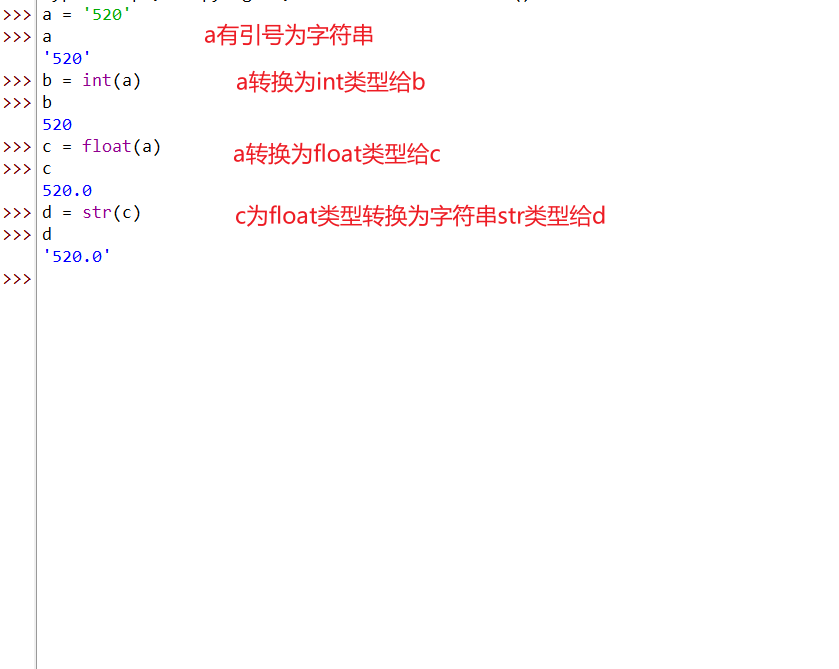 >>> a = '520'
>>> a
a有引号为字符串
'520'
>>> b = int(a)
a转换为int类型给b
>>> b
520
>>> c = float(a)
a转换为float类型给c
>>> c
520.0
>>> d = str(c)
c为float类型转换为字符串str类型给d
>>> d
'520.0'
>>>